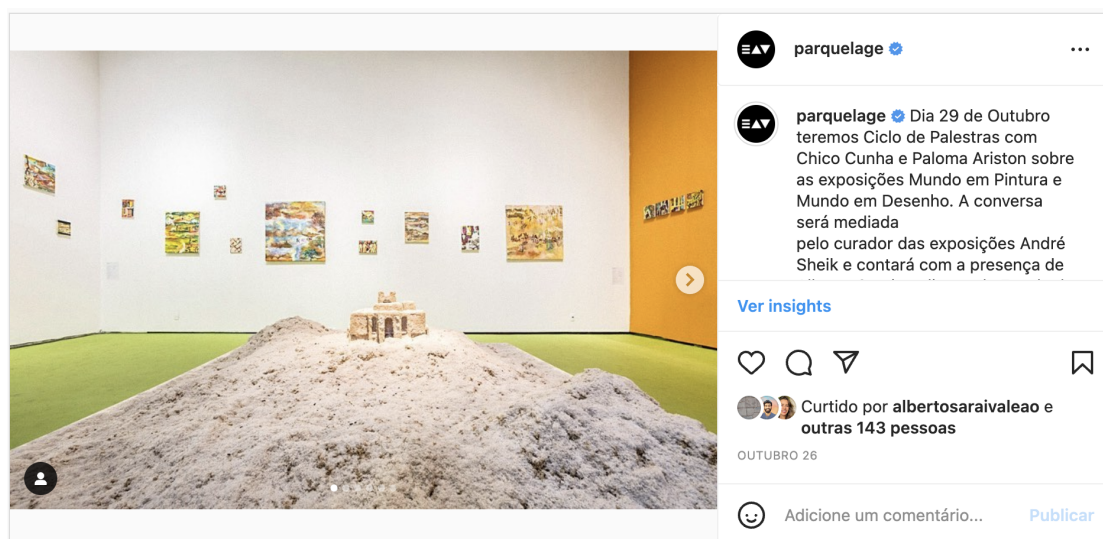 parquelage
parquelage Dia 29 de Outubro
teremos Ciclo de Palestras com
Chico Cunha e Paloma Ariston sobre
as exposições Mundo em Pintura e
Mundo em Desenho. A conversa
será mediada
pelo curador das exposições André
Sheik e contará com a presença de
Ver insights
Curtido por albertosaraivaleao e
outras 143 pessoas
OUTUBRO 26
Adicione um comentário... Publicar